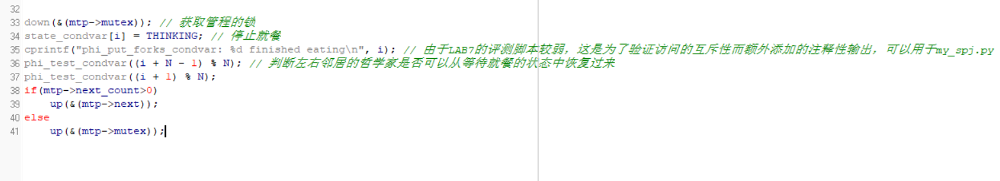 32
33 down(&(mtp->mutex)); // 获取管程的锁
34 state_condvar[i] = THINKING; // 停止就餐
35 cprintf("phi_put_forks_condvar: %d finished eating\n", i); // 由于LAB7的评测脚本较弱，这是为了验证访问的互斥性而额外添加的注释性输出，可以用于my_spj.py
36 phi_test_condvar((i + N - 1) % N); // 判断左右邻居的哲学家是否可以从等待就餐的状态中恢复过来
37 phi_test_condvar((i + 1) % N);
38 if(mtp->next_count>0)
39     up(&(mtp->next));
40 else
41     up(&(mtp->mutex));